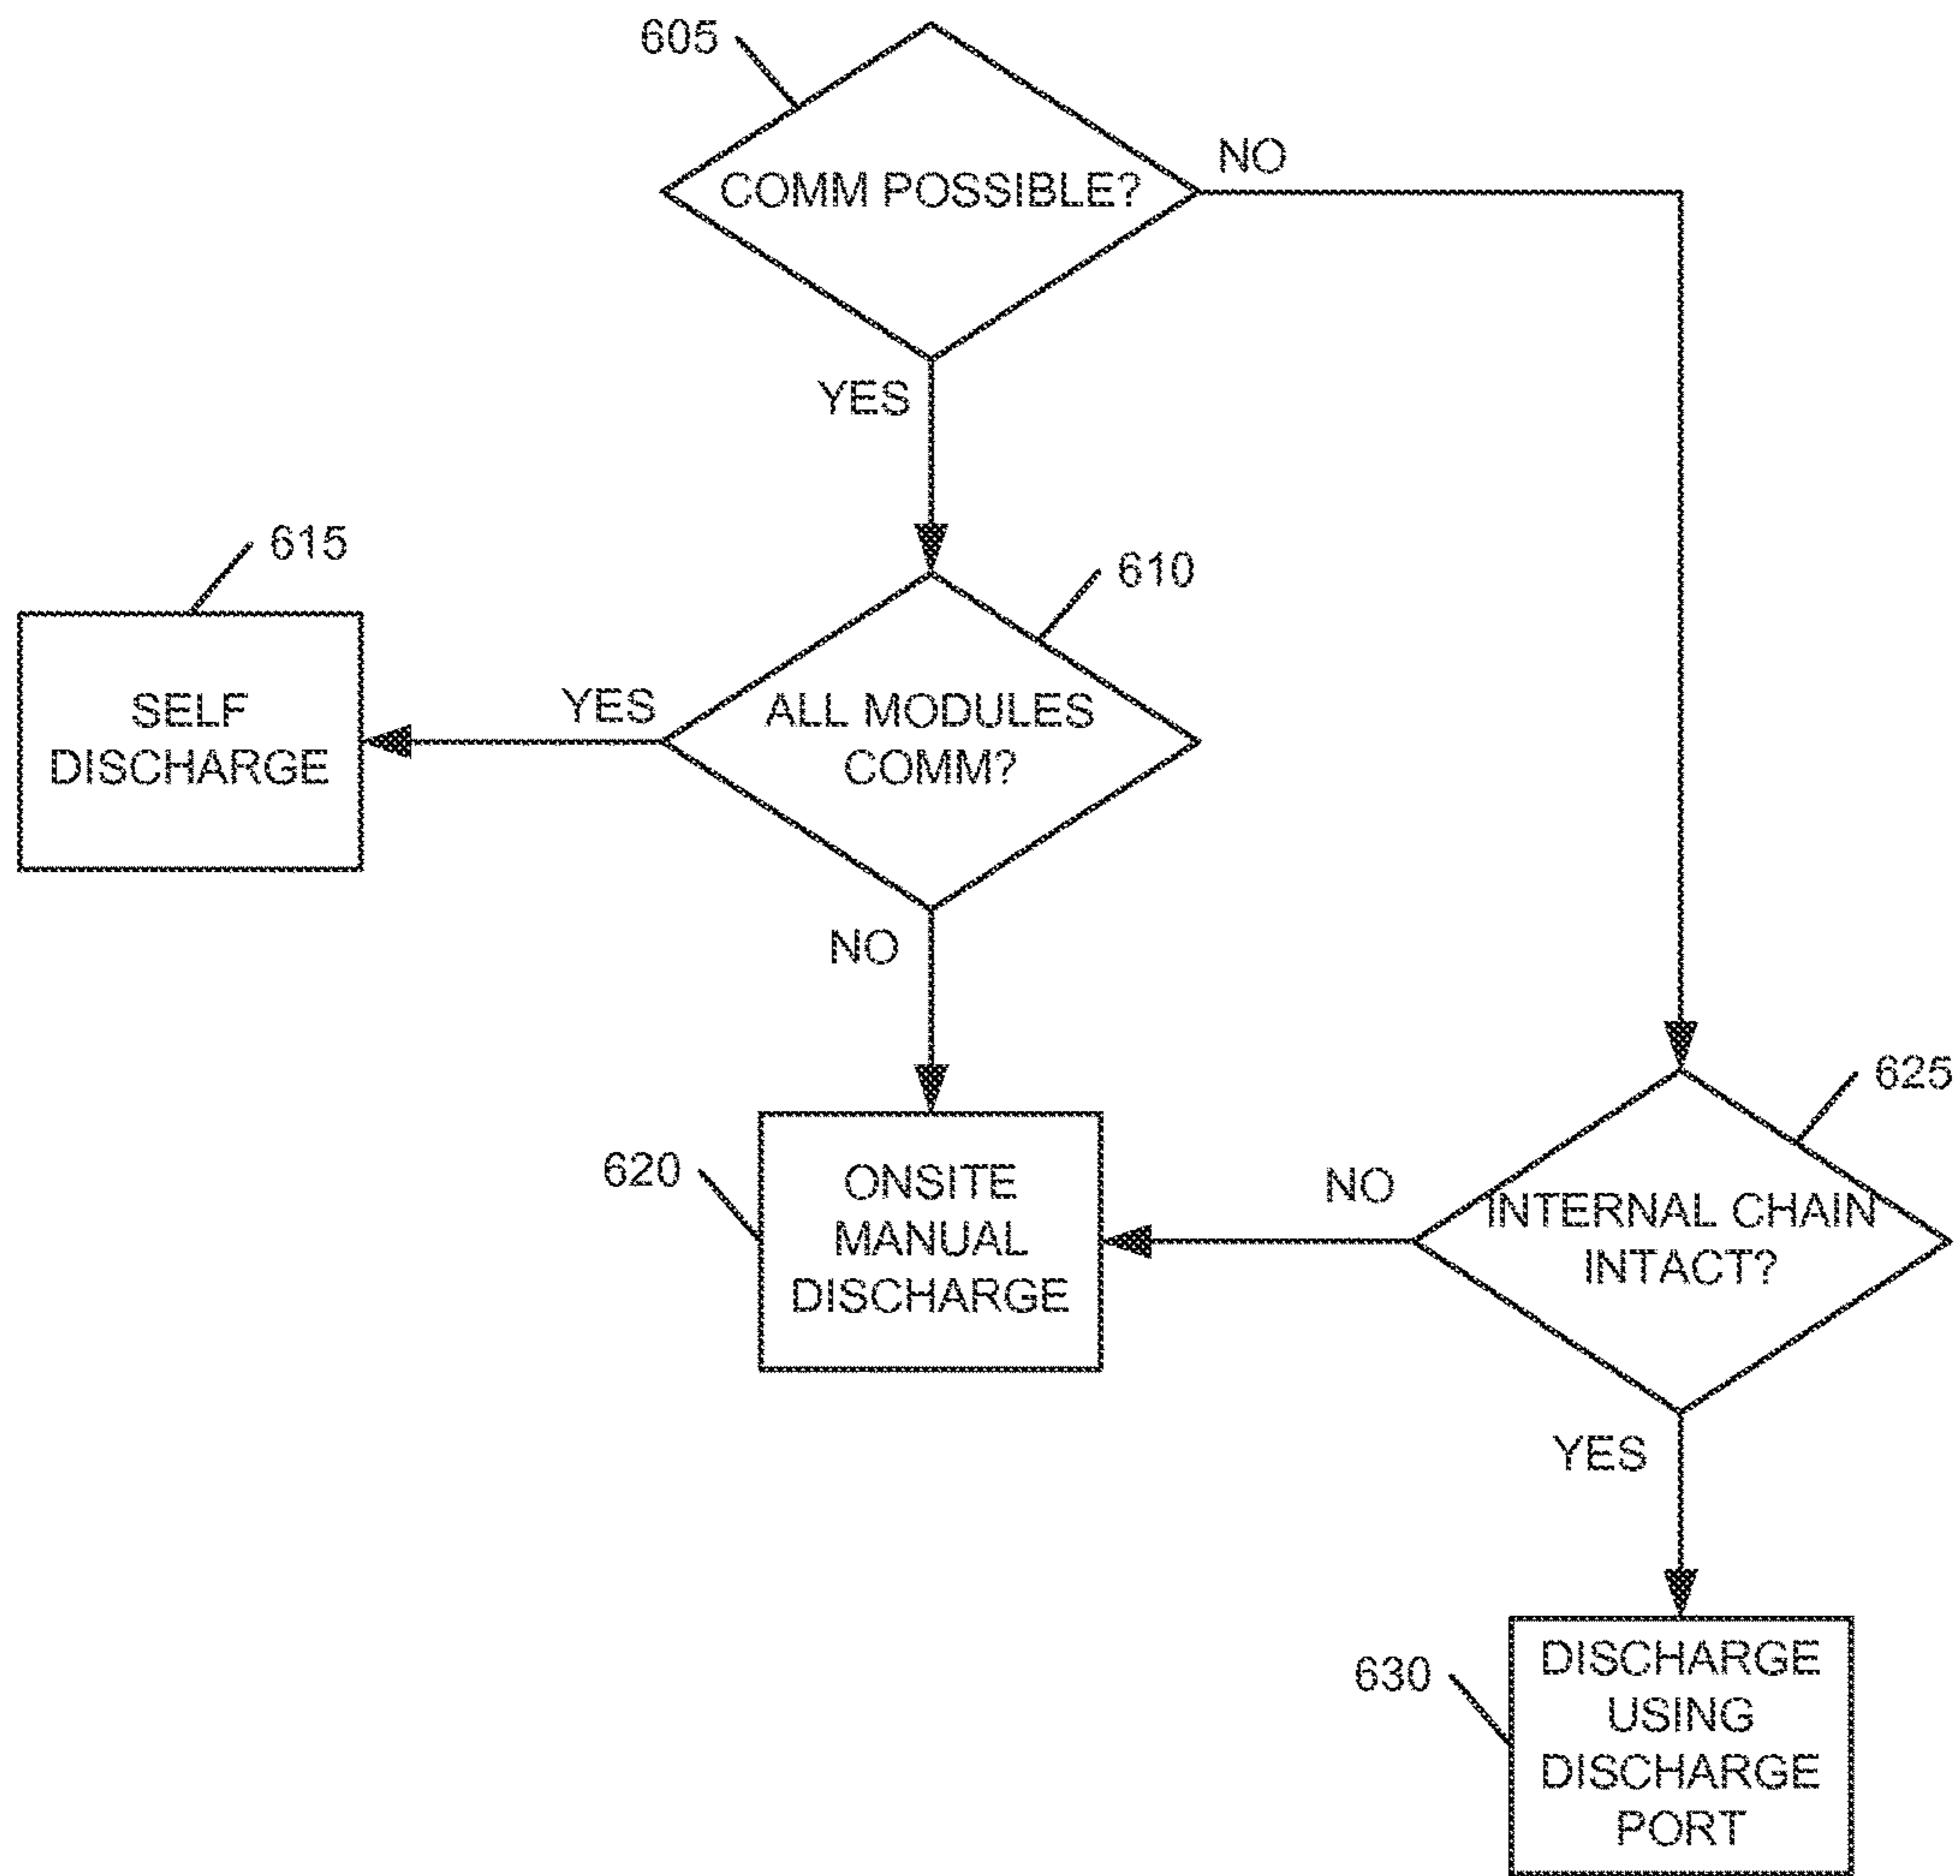 605
COMM POSSIBLE?
NO
YES
615
610
SELF
DISCHARGE
YES
ALL MODULES
COMM?
NO
620
ONSITE
MANUAL
DISCHARGE
NO
625
INTERNAL CHAIN
INTACT?
YES
630
DISCHARGE
USING
DISCHARGE
PORT